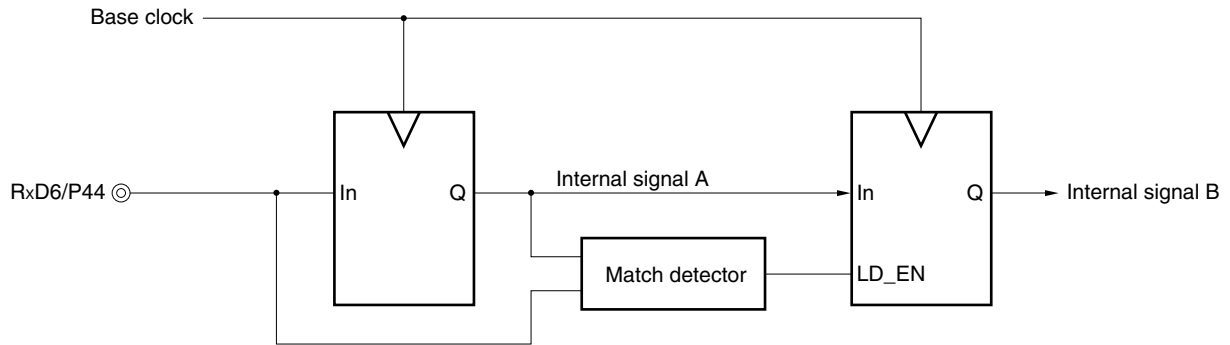 Base clock
RxD6/P44
In
Q
Internal signal A
In
Q
Internal signal B
Match detector
LD_EN